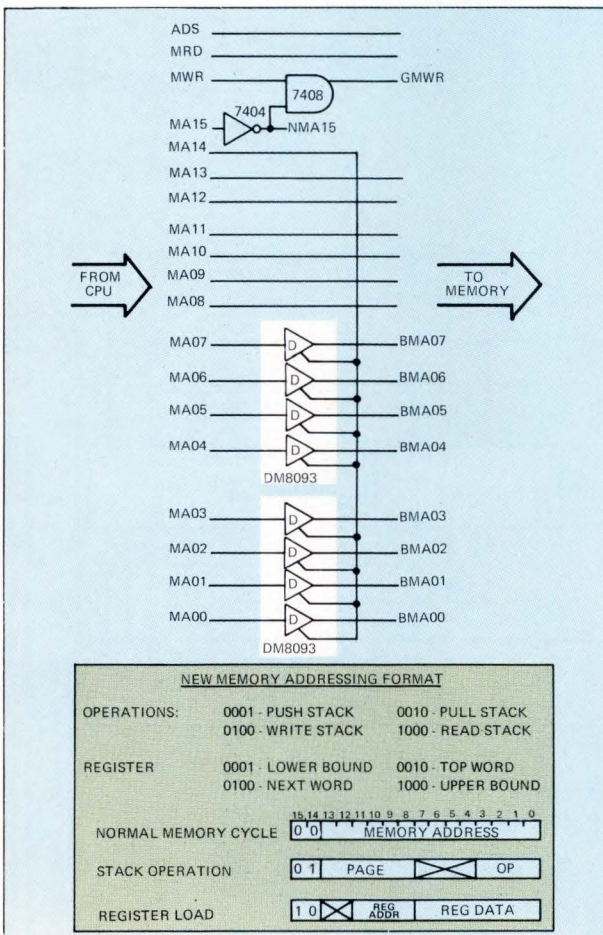 ADS
MRD
MWR
GMWR
7408
7404
MA15
NMA15
MA14
MA13
MA12
MA11
MA10
FROM CPU
TO MEMORY
MA09
MA08
MA07
D
BMA07
MA06
D
BMA06
MA05
D
BMA05
MA04
D
BMA04
DM8093
MA03
D
BMA03
MA02
D
BMA02
MA01
D
BMA01
MA00
D
BMA00
DM8093
NEW MEMORY ADDRESSING FORMAT
OPERATIONS: 0001 - PUSH STACK 0010 - PULL STACK
0100 - WRITE STACK 1000 - READ STACK
REGISTER 0001 - LOWER BOUND 0010 - TOP WORD
0100 - NEXT WORD 1000 - UPPER BOUND
15 14 13 12 11 10 9 8 7 6 5 4 3 2 1 0
NORMAL MEMORY CYCLE 0 0 MEMORY ADDRESS
STACK OPERATION 0 1 PAGE OP
REGISTER LOAD 1 0 REG ADDR REG DATA